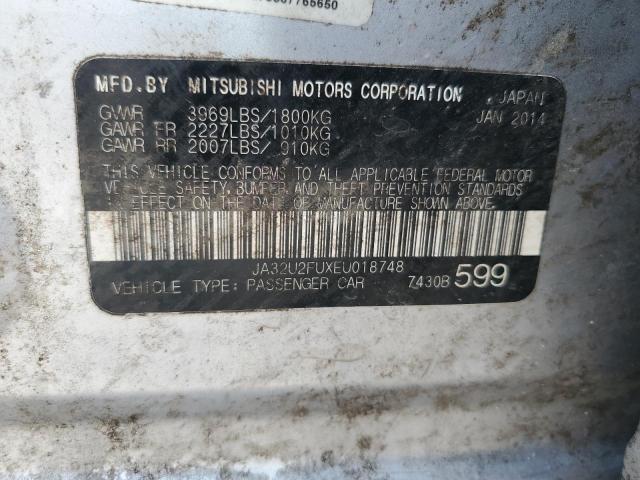 MFD.BY MITSUBISHI MOTORS CORPORATION JAPAN
GVWR 3969LBS/1800KG JAN 2014
GAWR FR 2227LBS/1010KG
GAWR RR 2007LBS/ 910KG
THIS VEHICLE CONFORMS TO ALL APPLICABLE FEDERAL MOTOR
VEHICLE SAFETY, BUMPER, AND THEFT PREVENTION STANDARDS
IN EFFECT ON THE DATE OF MANUFACTURE SHOWN ABOVE.
JA32U2FUXEU018748
VEHICLE TYPE: PASSENGER CAR 7430B 599